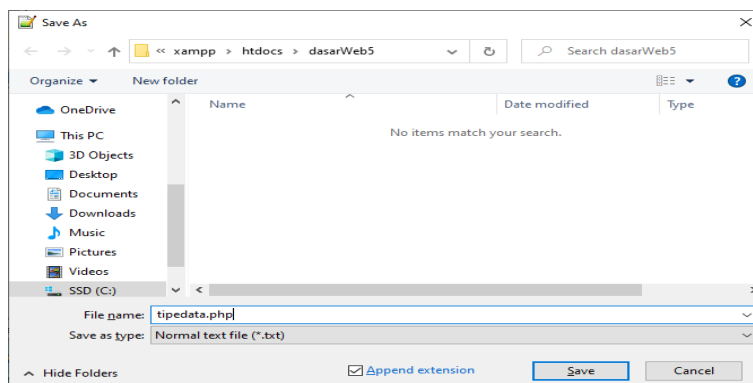 Save As
« xampp > htdocs > dasarWeb5
Search dasarWeb5
Organize New folder
Name Date modified Type
No items match your search.
OneDrive
This PC
3D Objects
Desktop
Documents
Downloads
Music
Pictures
Videos
SSD (C:)
File name: tipedata.php
Save as type: Normal text file (*.txt)
Hide Folders Append extension Save Cancel